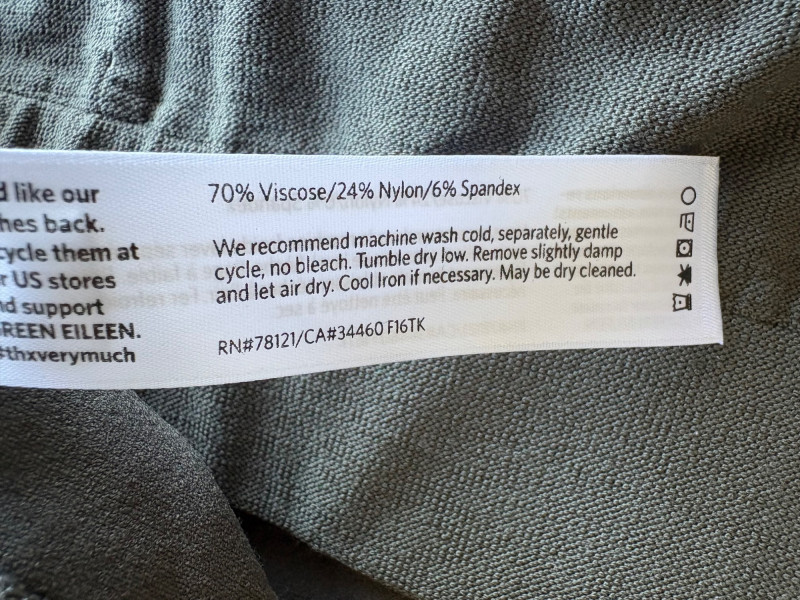 like our
hes back.
cycle them at
r US stores
nd support
REEN EILEEN.
#thxverymuch
70% Viscose/24% Nylon/6% Spandex
We recommend machine wash cold, separately, gentle
cycle, no bleach. Tumble dry low. Remove slightly damp
and let air dry. Cool Iron if necessary. May be dry cleaned.
RN#78121/CA#34460 F16TK